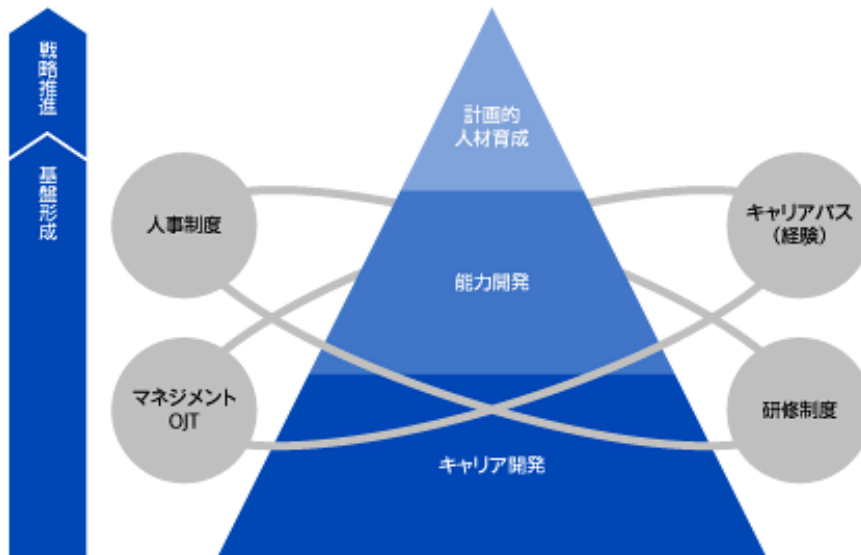 戦略推進
基盤形成
計画的
人材育成
人事制度
キャリアパス
（経験）
能力開発
マネジメント
OJT
研修制度
キャリア開発